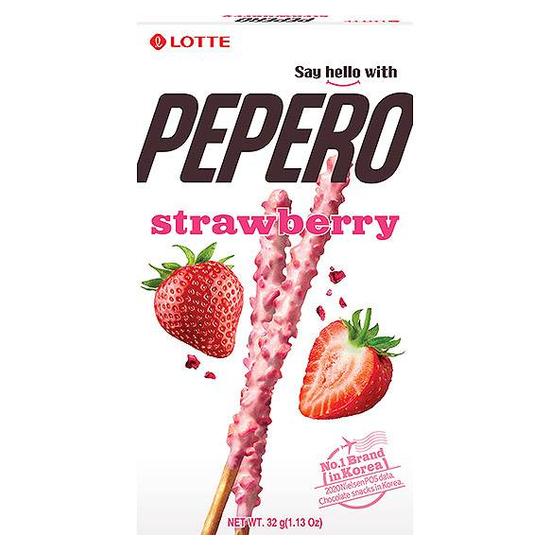 PEPERO
LOTTE
Say hello with
PEPERO
strawberry
No.1 Brand
in Korea
2020 Nielsen POS data,
Chocolate snacks in Korea.
NET WT. 32 g(1.13 Oz)